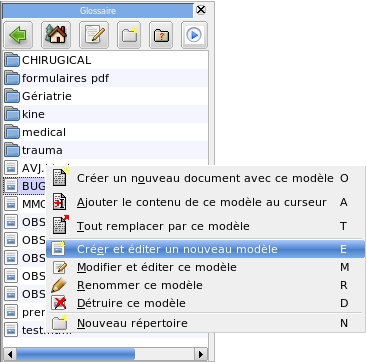 Glossaire
CHIRUGICAL
formulaires pdf
Gériatrie
kine
medical
trauma
AVJ.
BUG
MMC
OBS
OBS
OBS
OBS
OBS
prer
test.
Créer un nouveau document avec ce modèle O
Ajouter le contenu de ce modèle au curseur A
Tout remplacer par ce modèle T
Créer et éditer un nouveau modèle E
Modifier et éditer ce modèle M
Renommer ce modèle R
Détruire ce modèle D
Nouveau répertoire N